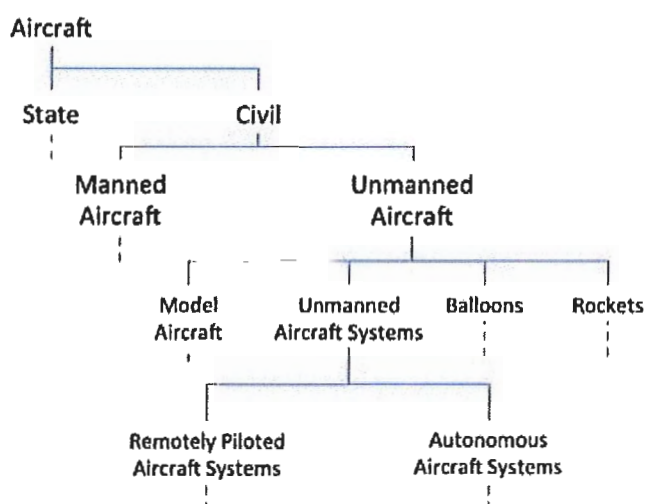 Aircraft
State
Civil
Manned
Aircraft
Unmanned
Aircraft
Model
Aircraft
Unmanned
Aircraft Systems
Balloons
Rockets
Remotely Piloted
Aircraft Systems
Autonomous
Aircraft Systems